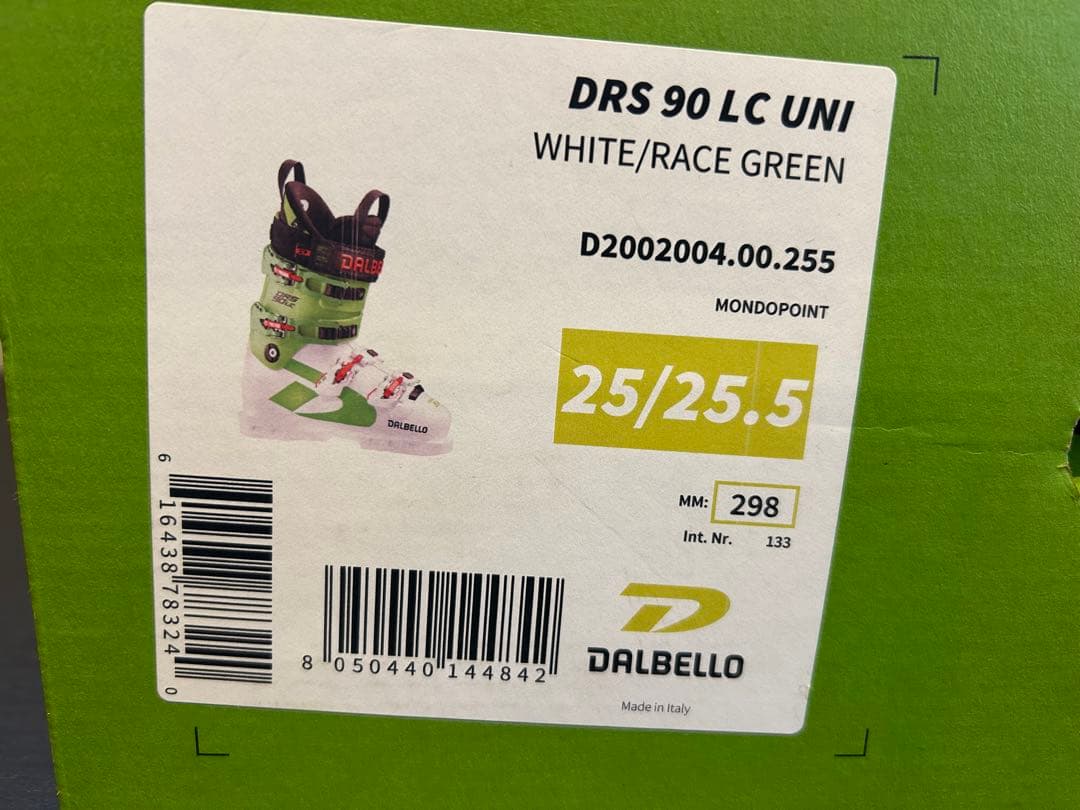 DRS 90 LC UNI
WHITE/RACE GREEN
D2002004.00.255
MONDOPOINT
25/25.5
MM: 298
Int. Nr. 133
DALBELLO
DALBELLO
Made in Italy
6 16438 78324 0
8 050440 144842